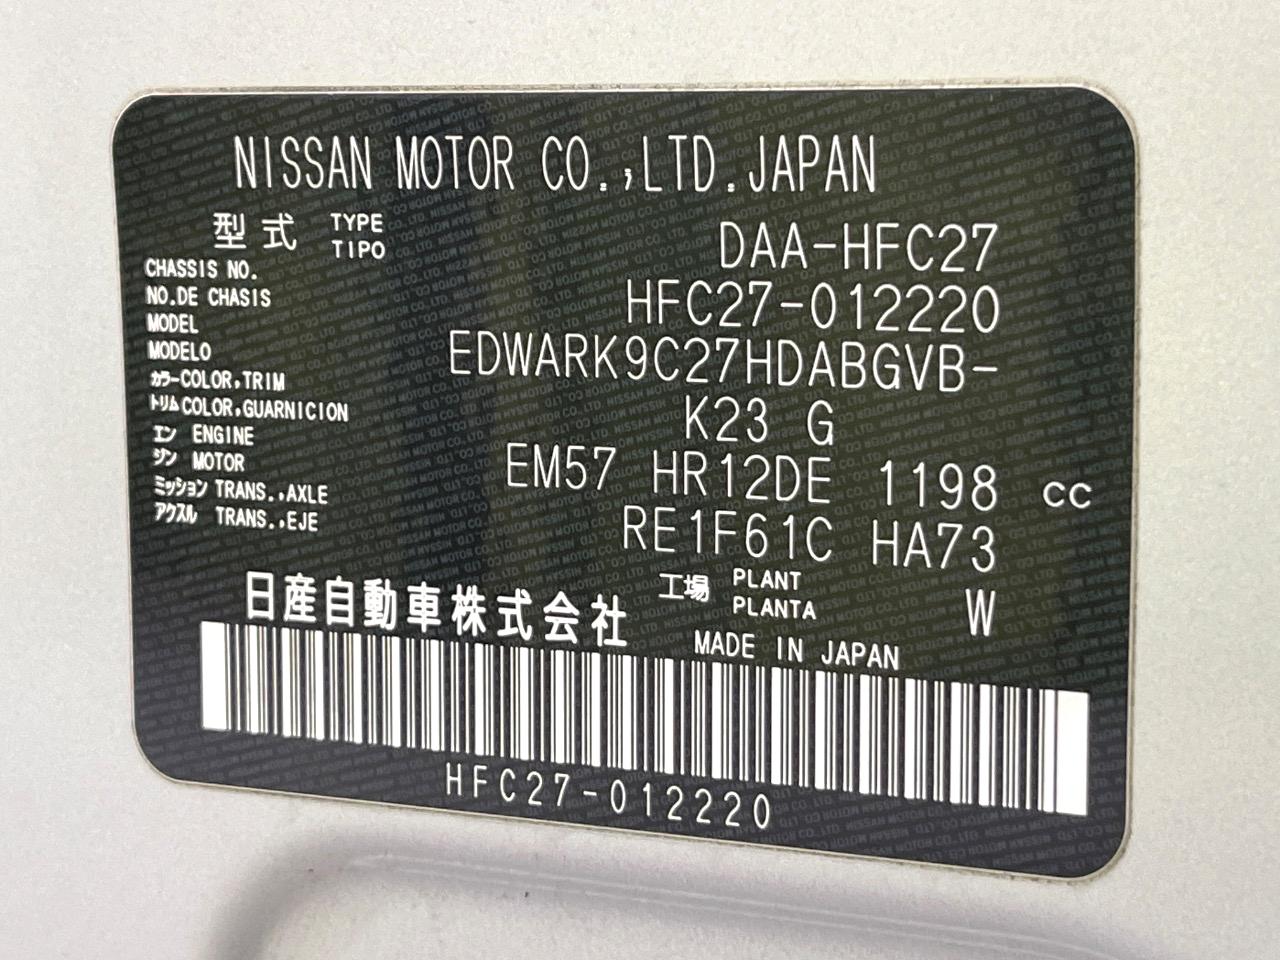 NISSAN MOTOR CO.,LTD.JAPAN
型式 TYPE TIPO DAA-HFC27
CHASSIS NO.
NO.DE CHASIS HFC27-012220
MODEL
MODELO EDWARK9C27HDABGVB-
カラー COLOR,TRIM
トリム COLOR,GUARNICION K23 G
エン ENGINE
ジン MOTOR EM57 HR12DE 1198 cc
ミッション TRANS.,AXLE
アクスル TRANS.,EJE RE1F61C HA73
工場 PLANT PLANTA W
日産自動車株式会社 MADE IN JAPAN
HFC27-012220